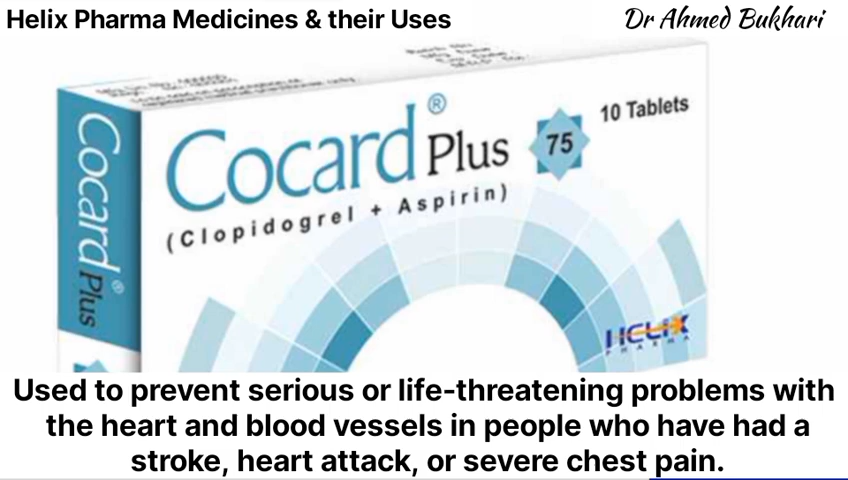 Helix Pharma Medicines & their Uses
Dr Ahmed Bukhari
Cocard® Plus
75
10 Tablets
(Clopidogrel + Aspirin)
Cocard® Plus
HELIX
PHARMA
Used to prevent serious or life-threatening problems with
the heart and blood vessels in people who have had a
stroke, heart attack, or severe chest pain.